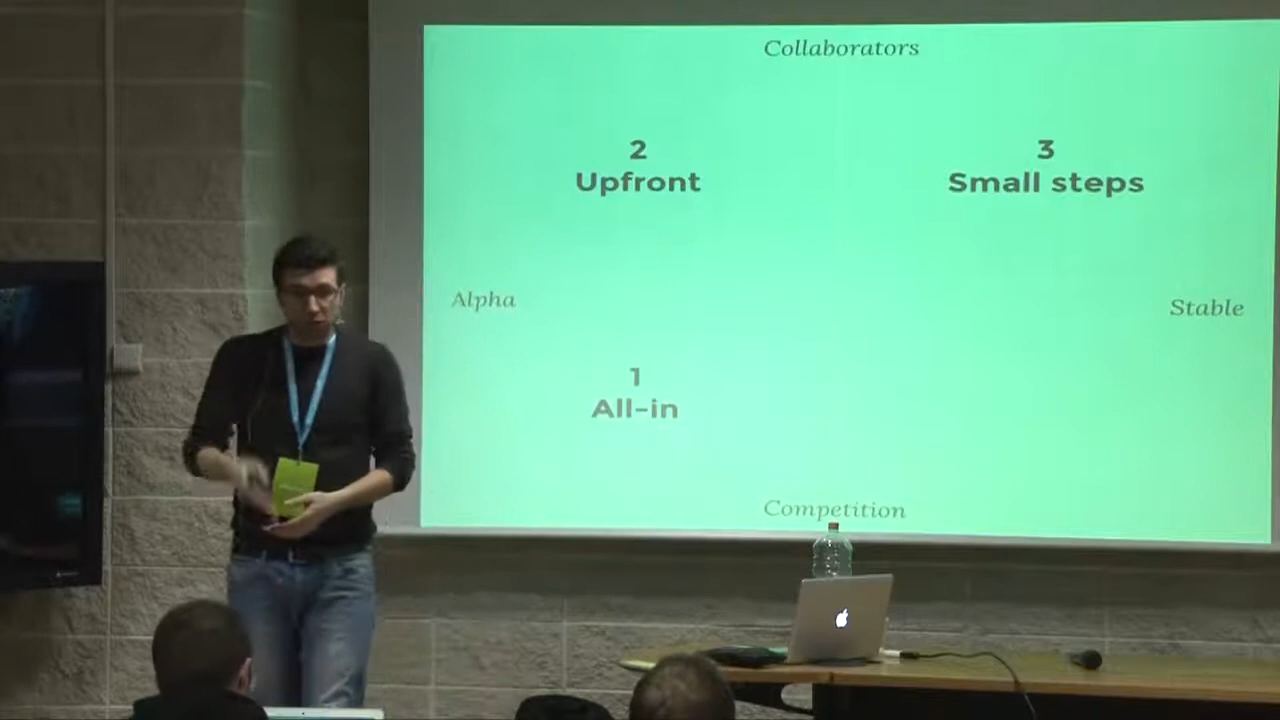 Collaborators
2
Upfront
3
Small steps
Alpha
Stable
1
All-in
Competition